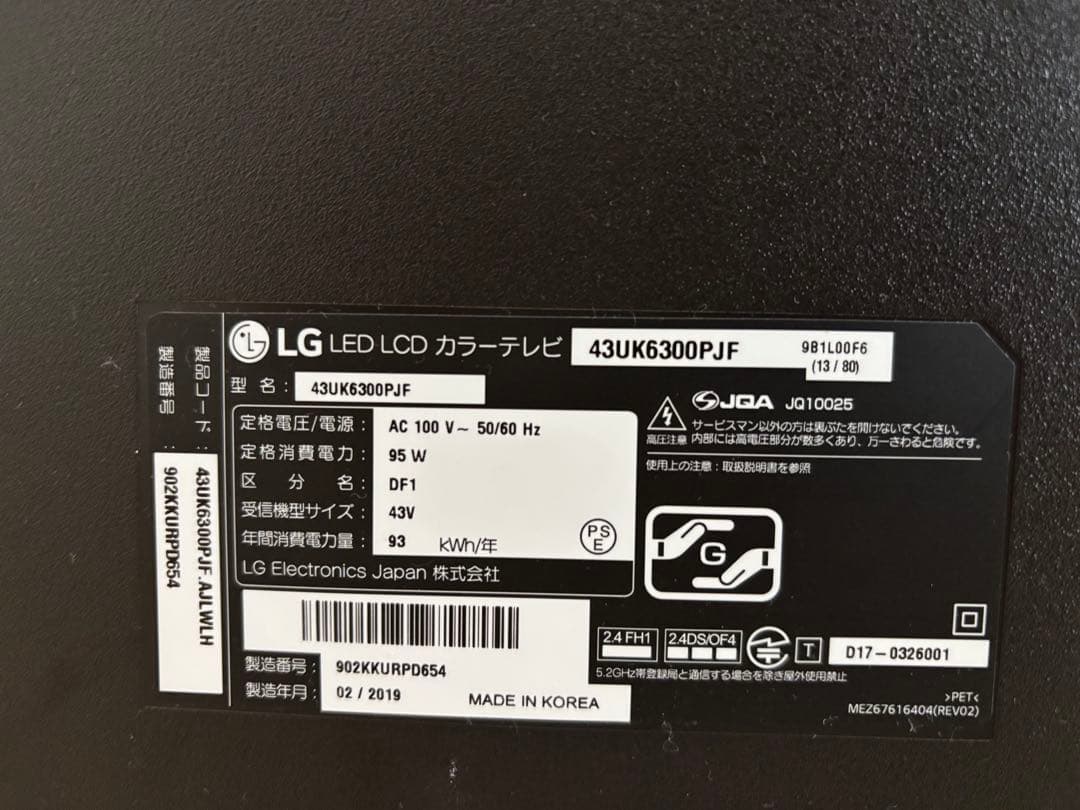 LG LED LCD カラーテレビ 43UK6300PJF 9B1L00F6
(13 / 80)
型 名 : 43UK6300PJF
定格電圧/電源 : AC 100 V~ 50/60 Hz
定格消費電力 : 95 W
区 分 名 : DF1
受信機型サイズ : 43V
年間消費電力量 : 93 kWh/年
PS
E
LG Electronics Japan 株式会社
製造番号 : 902KKURPD654
製造年月 : 02 / 2019
MADE IN KOREA
JQA JQ10025
高圧注意
サービスマン以外の方は裏ぶたを開けないでください。
内部には高電圧部分が数多くあり、万一さわると危険です。
使用上の注意 : 取扱説明書を参照
G
2.4 FH1 2.4DS/OF4 T D17-0326001
5.2GHz帯登録局と通信する場合を除き屋外使用禁止
>PET<
MEZ67616404(REV02)
製品コード : 43UK6300PJF.AJLWLH
製造番号 : 902KKURPD654